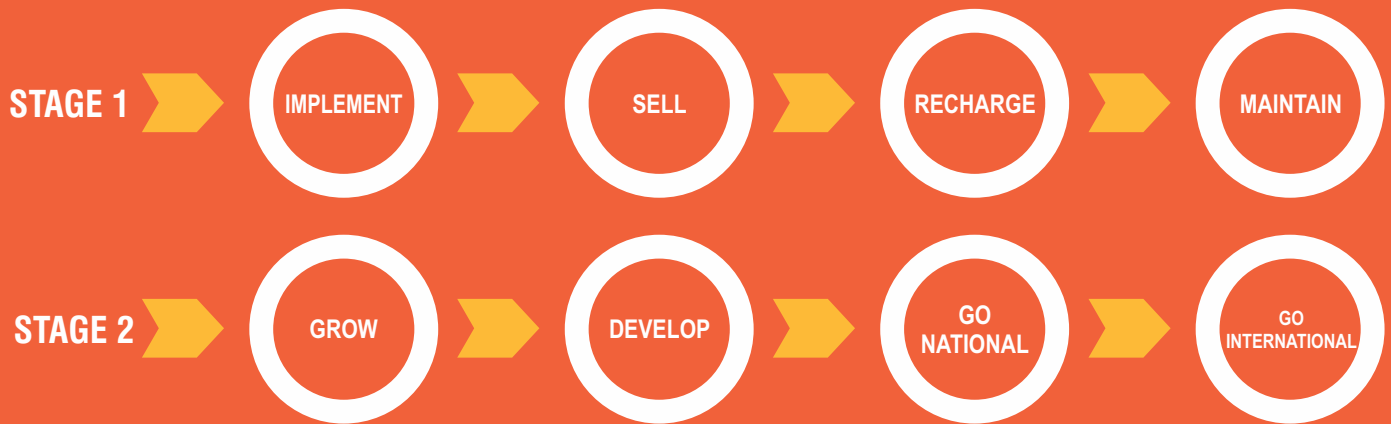 STAGE 1
IMPLEMENT
SELL
RECHARGE
MAINTAIN
STAGE 2
GROW
DEVELOP
GO
NATIONAL
GO
INTERNATIONAL